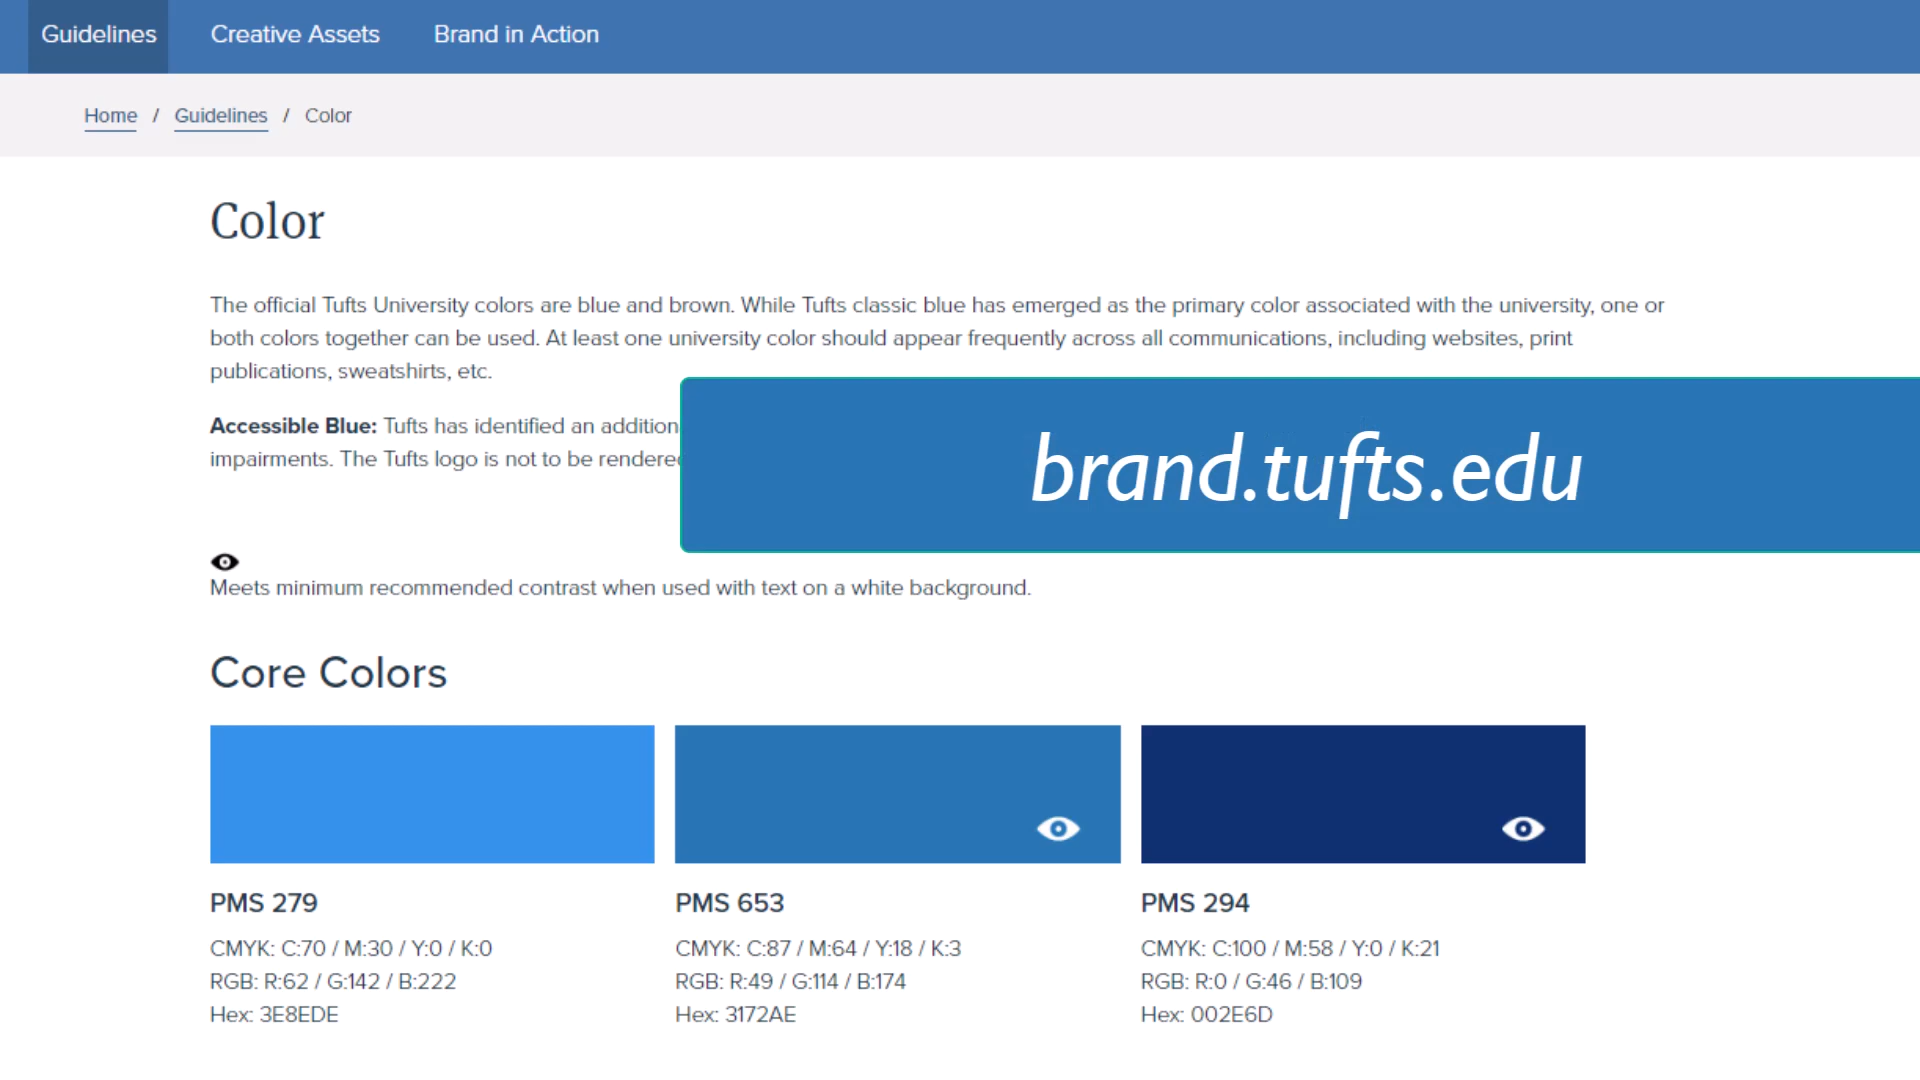 Guidelines Creative Assets Brand in Action
Home / Guidelines / Color
Color
The official Tufts University colors are blue and brown. While Tufts classic blue has emerged as the primary color associated with the university, one or
both colors together can be used. At least one university color should appear frequently across all communications, including websites, print
publications, sweatshirts, etc.
Accessible Blue: Tufts has identified an addition
impairments. The Tufts logo is not to be rendered
brand.tufts.edu
Meets minimum recommended contrast when used with text on a white background.
Core Colors
PMS 279
CMYK: C:70 / M:30 / Y:0 / K:0
RGB: R:62 / G:142 / B:222
Hex: 3E8EDE
PMS 653
CMYK: C:87 / M:64 / Y:18 / K:3
RGB: R:49 / G:114 / B:174
Hex: 3172AE
PMS 294
CMYK: C:100 / M:58 / Y:0 / K:21
RGB: R:0 / G:46 / B:109
Hex: 002E6D